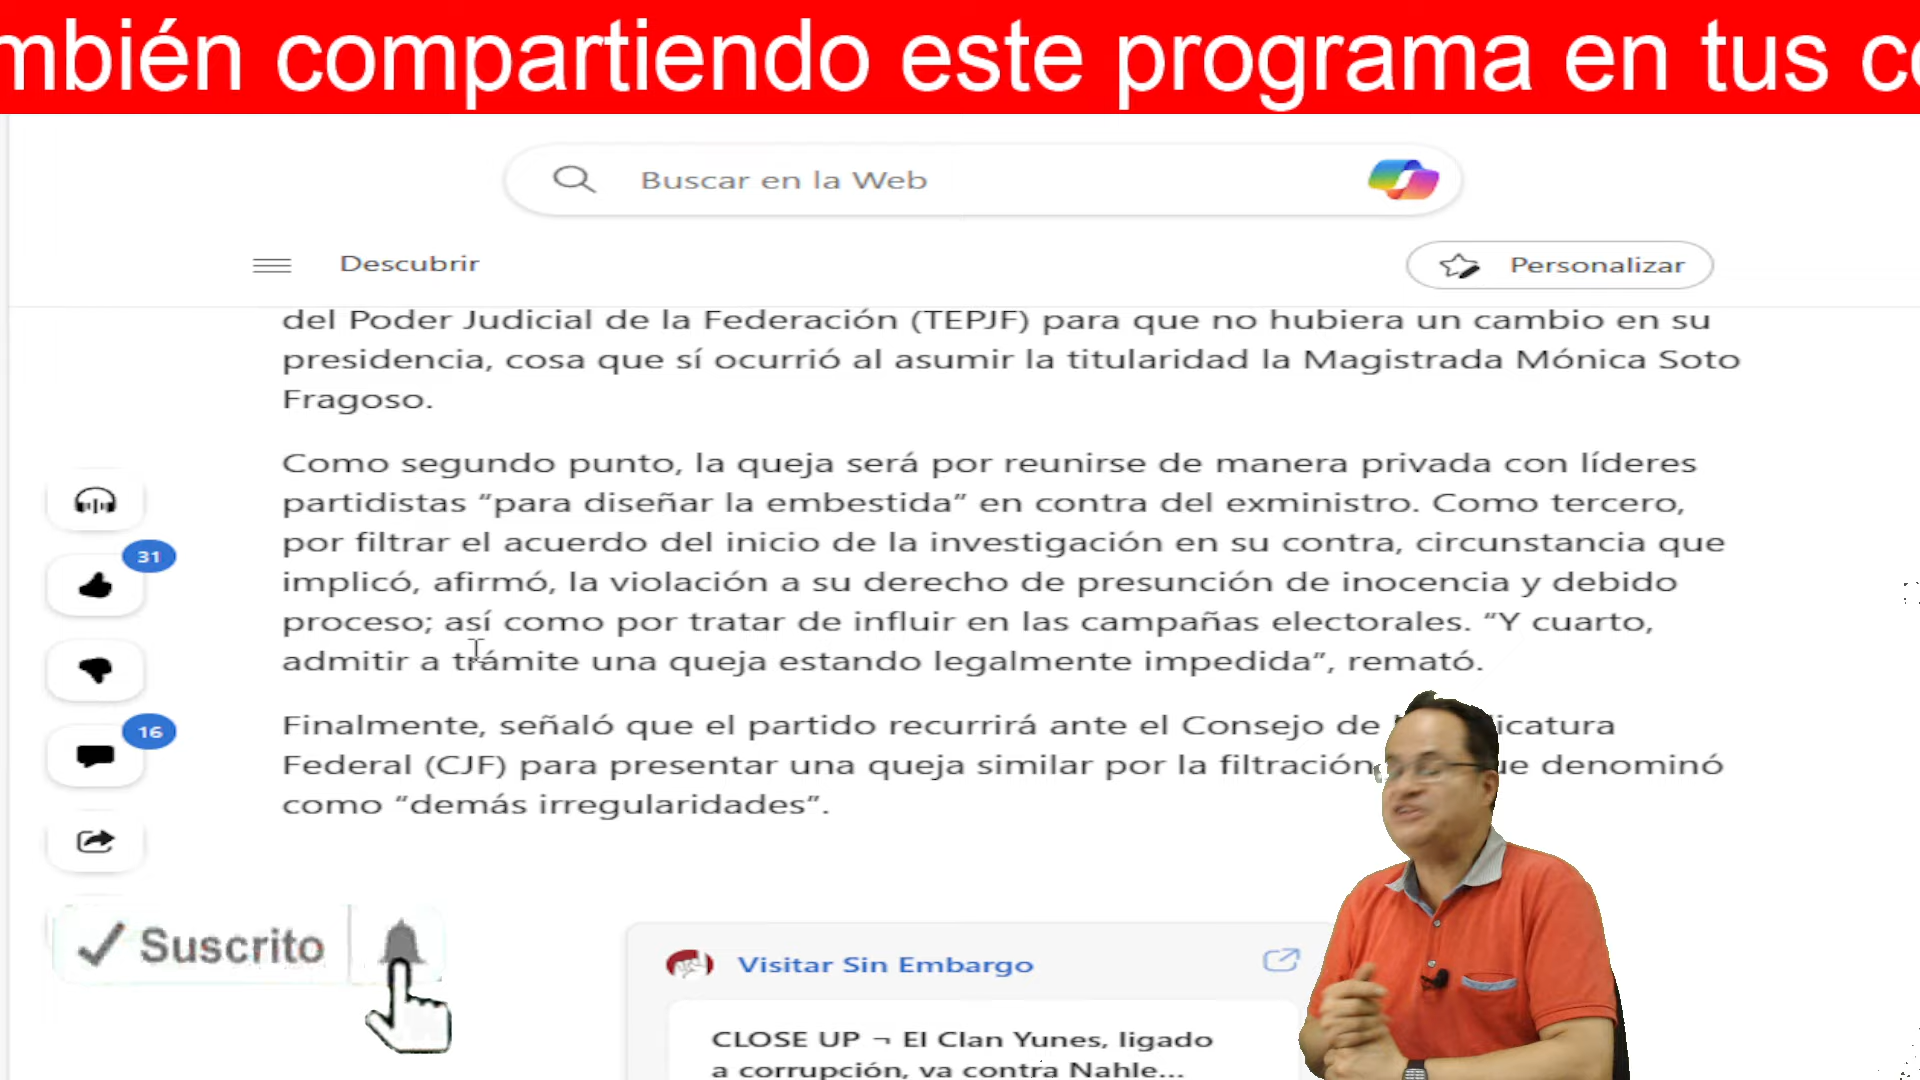 mbién compartiendo este programa en tus co
Buscar en la Web
Descubrir
Personalizar
del Poder Judicial de la Federación (TEPJF) para que no hubiera un cambio en su
presidencia, cosa que sí ocurrió al asumir la titularidad la Magistrada Mónica Soto
Fragoso.
Como segundo punto, la queja será por reunirse de manera privada con líderes
partidistas “para diseñar la embestida” en contra del exministro. Como tercero,
por filtrar el acuerdo del inicio de la investigación en su contra, circunstancia que
implicó, afirmó, la violación a su derecho de presunción de inocencia y debido
proceso; así como por tratar de influir en las campañas electorales. “Y cuarto,
admitir a trámite una queja estando legalmente impedida”, remató.
Finalmente, señaló que el partido recurrirá ante el Consejo de icatura
Federal (CJF) para presentar una queja similar por la filtración e denominó
como “demás irregularidades”.
31
16
Suscrito
Visitar Sin Embargo
CLOSE UP ¬ El Clan Yunes, ligado
a corrupción, va contra Nahle...